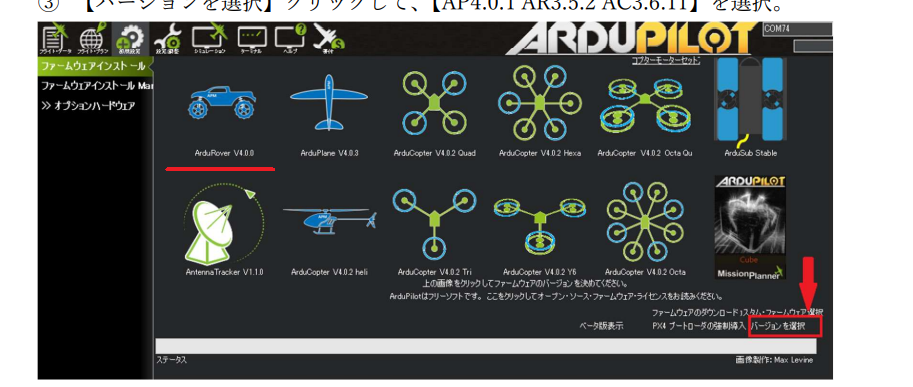 ③ 【バージョンを選択】クリックして、【AP4.0.1 AR3.5.2 AC3.6.11】を選択。
フライト・データ フライト・プラン 初期設定 設定/調整 シミュレーション ターミナル ヘルプ 寄付
ARDUPILOT
COM74
ファームウェアインストール
ファームウェアインストール Mai
>> オプションハードウェア
コプターモーターセット:
APM
ArduRover V4.0.0 ArduPlane V4.0.3 ArduCopter V4.0.2 Quad ArduCopter V4.0.2 Hexa ArduCopter V4.0.2 Octa Qu ArduSub Stable
ARDUPILOT
Cube
MissionPlanner
AntennaTracker V1.1.0 ArduCopter V4.0.2 heli ArduCopter V4.0.2 Tri ArduCopter V4.0.2 Y6 ArduCopter V4.0.2 Octa
上の画像をクリックしてファームウェアのバージョンを決めてください。
ArduPilotはフリーソフトです。 ここをクリックしてオープン・ソース・ファームウェア・ライセンスをお読みください。
ファームウェアのダウンロード スタム・ファームウェア選択
ベータ版表示 PX4 ブートローダの強制導入 バージョンを選択
ステータス 画像製作: Max Levine